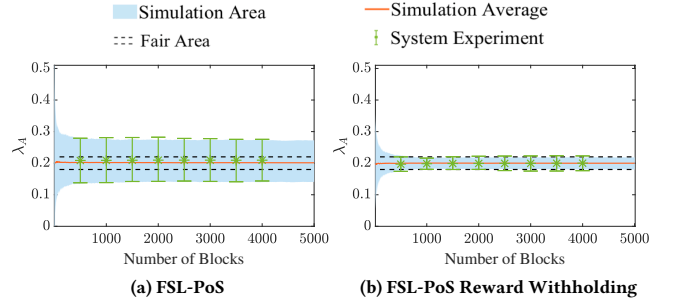 Simulation Area
Simulation Average
Fair Area
System Experiment
0.5
0.4
0.3
0.2
0.1
0
λA
1000 2000 3000 4000 5000
Number of Blocks
(a) FSL-PoS
0.5
0.4
0.3
0.2
0.1
0
λA
1000 2000 3000 4000 5000
Number of Blocks
(b) FSL-PoS Reward Withholding